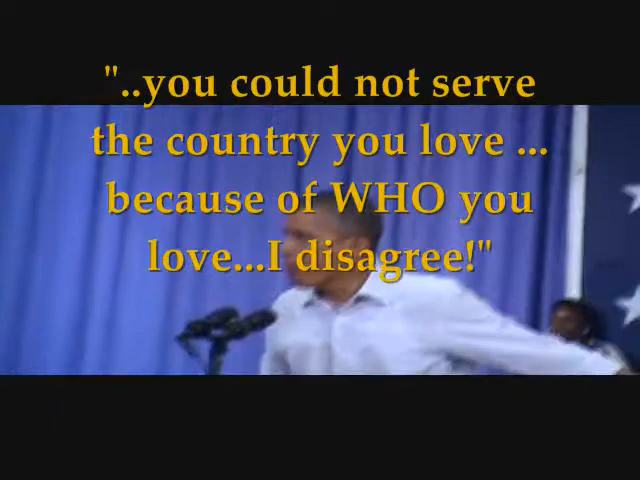 "..you could not serve
the country you love ...
because of WHO you
love...I disagree!"